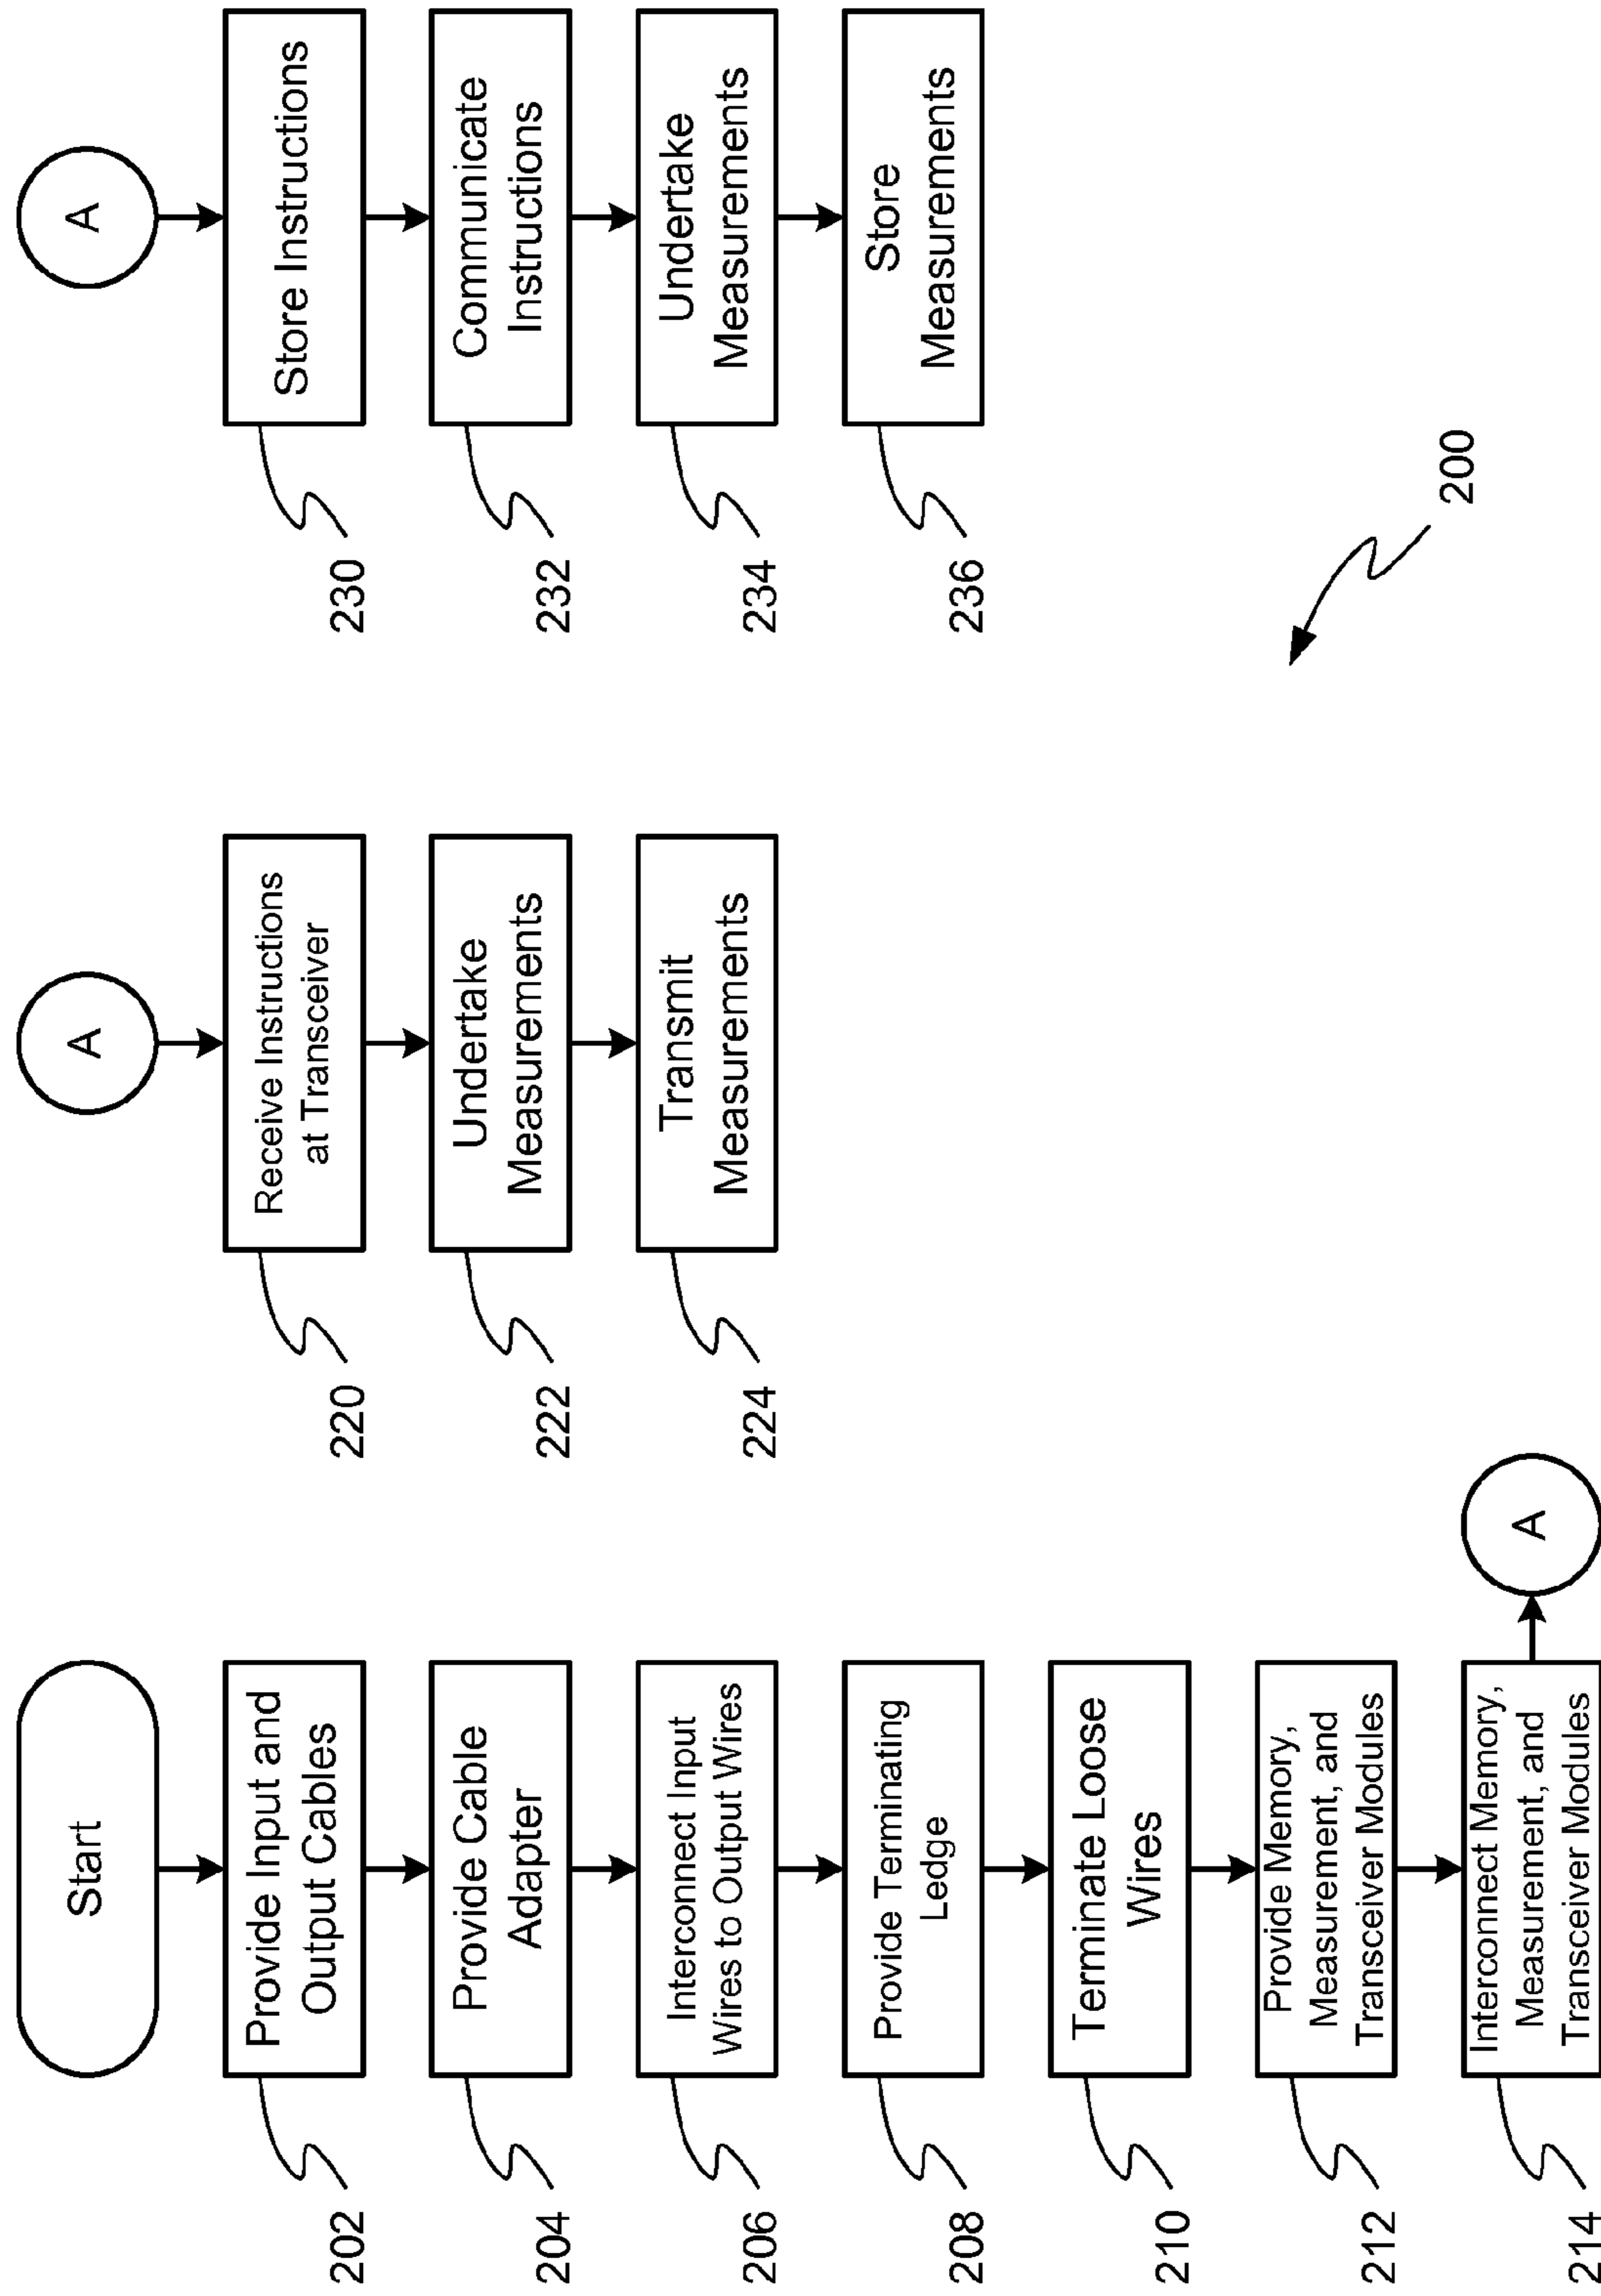 Start
202
Provide Input and
Output Cables
204
Provide Cable
Adapter
206
Interconnect Input
Wires to Output Wires
208
Provide Terminating
Ledge
210
Terminate Loose
Wires
212
Provide Memory,
Measurement, and
Transceiver Modules
214
Interconnect Memory,
Measurement, and
Transceiver Modules
A
A
220
Receive Instructions
at Transceiver
222
Undertake
Measurements
224
Transmit
Measurements
A
230
Store Instructions
232
Communicate
Instructions
234
Undertake
Measurements
236
Store
Measurements
200